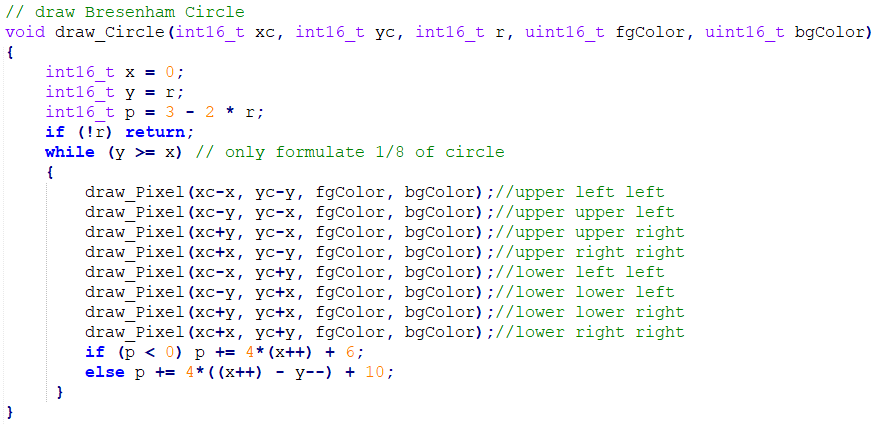 // draw Bresenham Circle
void draw_Circle(int16_t xc, int16_t yc, int16_t r, uint16_t fgColor, uint16_t bgColor)
{
    int16_t x = 0;
    int16_t y = r;
    int16_t p = 3 - 2 * r;
    if (!r) return;
    while (y >= x) // only formulate 1/8 of circle
    {
        draw_Pixel(xc-x, yc-y, fgColor, bgColor);//upper left left
        draw_Pixel(xc-y, yc-x, fgColor, bgColor);//upper upper left
        draw_Pixel(xc+y, yc-x, fgColor, bgColor);//upper upper right
        draw_Pixel(xc+x, yc-y, fgColor, bgColor);//upper right right
        draw_Pixel(xc-x, yc+y, fgColor, bgColor);//lower left left
        draw_Pixel(xc-y, yc+x, fgColor, bgColor);//lower lower left
        draw_Pixel(xc+y, yc+x, fgColor, bgColor);//lower lower right
        draw_Pixel(xc+x, yc+y, fgColor, bgColor);//lower right right
        if (p < 0) p += 4*(x++) + 6;
        else p += 4*((x++) - y--) + 10;
     }
}